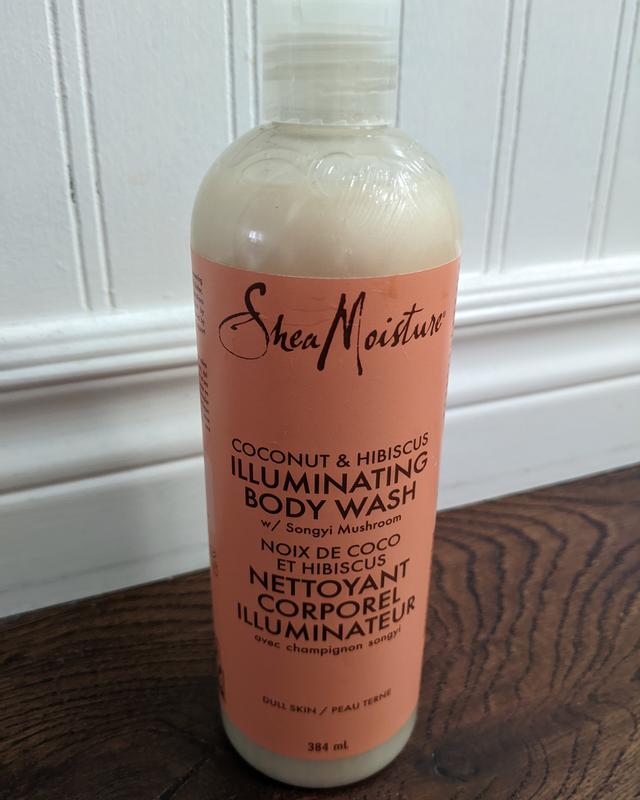 SheaMoisture
COCONUT & HIBISCUS
ILLUMINATING
BODY WASH
w/ Songyi Mushroom
NOIX DE COCO
ET HIBISCUS
NETTOYANT
CORPOREL
ILLUMINATEUR
avec champignon songyi
DULL SKIN / PEAU TERNE
384 mL